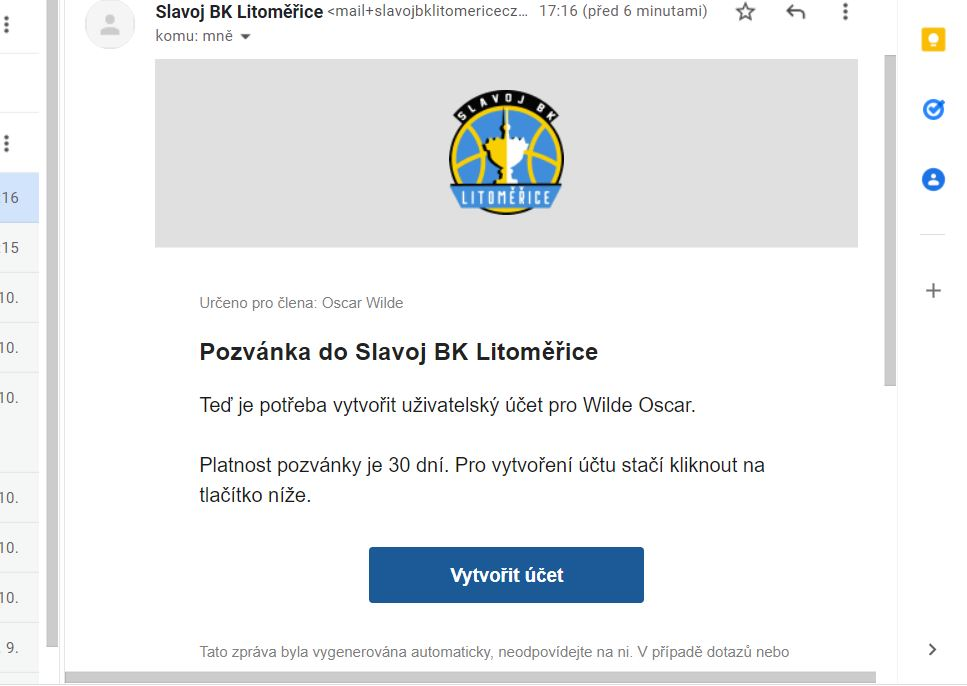 Slavoj BK Litoměřice <mail+slavojbklitomericecz... 17:16 (před 6 minutami)
komu: mně
SLAVOJ BK
LITOMĚŘICE
:16
:15
10.
10.
10.
10.
10.
10.
9.
Určeno pro člena: Oscar Wilde
Pozvánka do Slavoj BK Litoměřice
Teď je potřeba vytvořit uživatelský účet pro Wilde Oscar.
Platnost pozvánky je 30 dní. Pro vytvoření účtu stačí kliknout na
tlačítko níže.
Vytvořit účet
Tato zpráva byla vygenerována automaticky, neodpovídejte na ni. V případě dotazů nebo